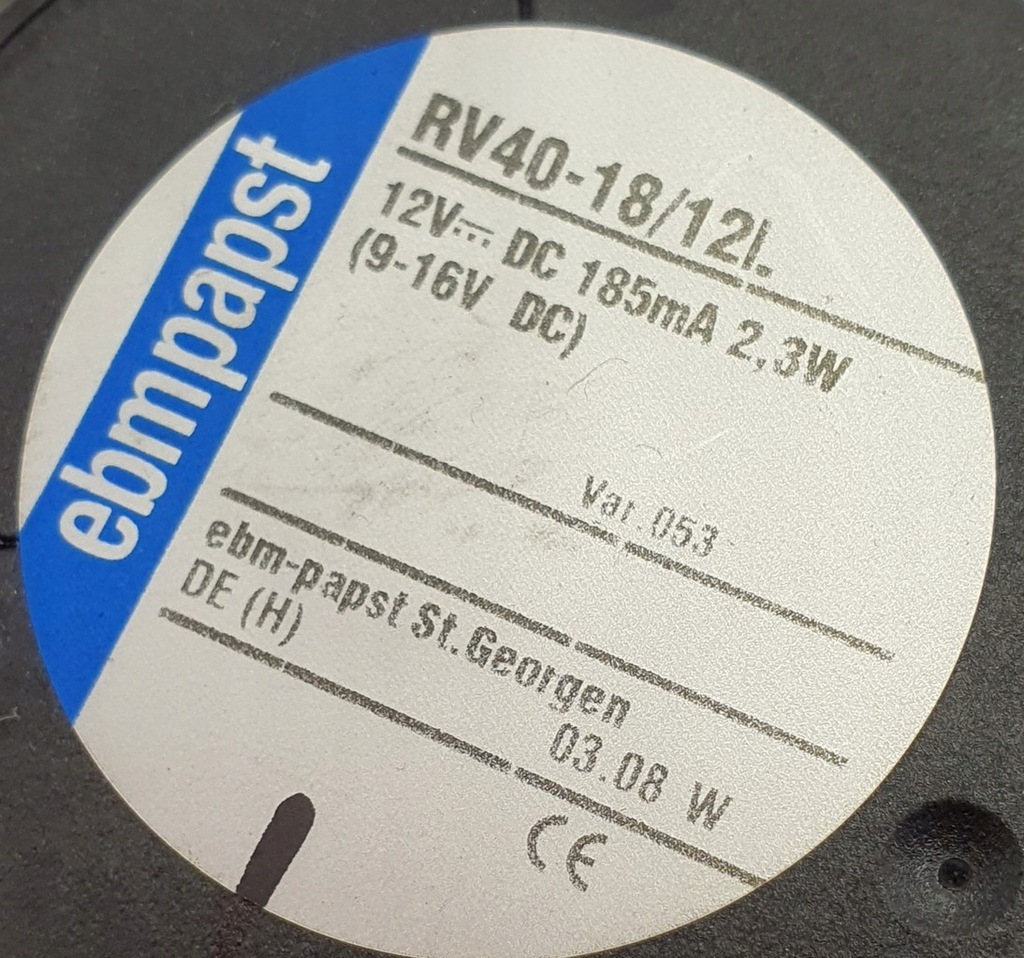 ebmpapst
RV40-18/12L
12V⎓ DC 185mA 2,3W
(9-16V DC)
Var.053
ebm-papst St.Georgen
DE (H)
03.08 W
CE